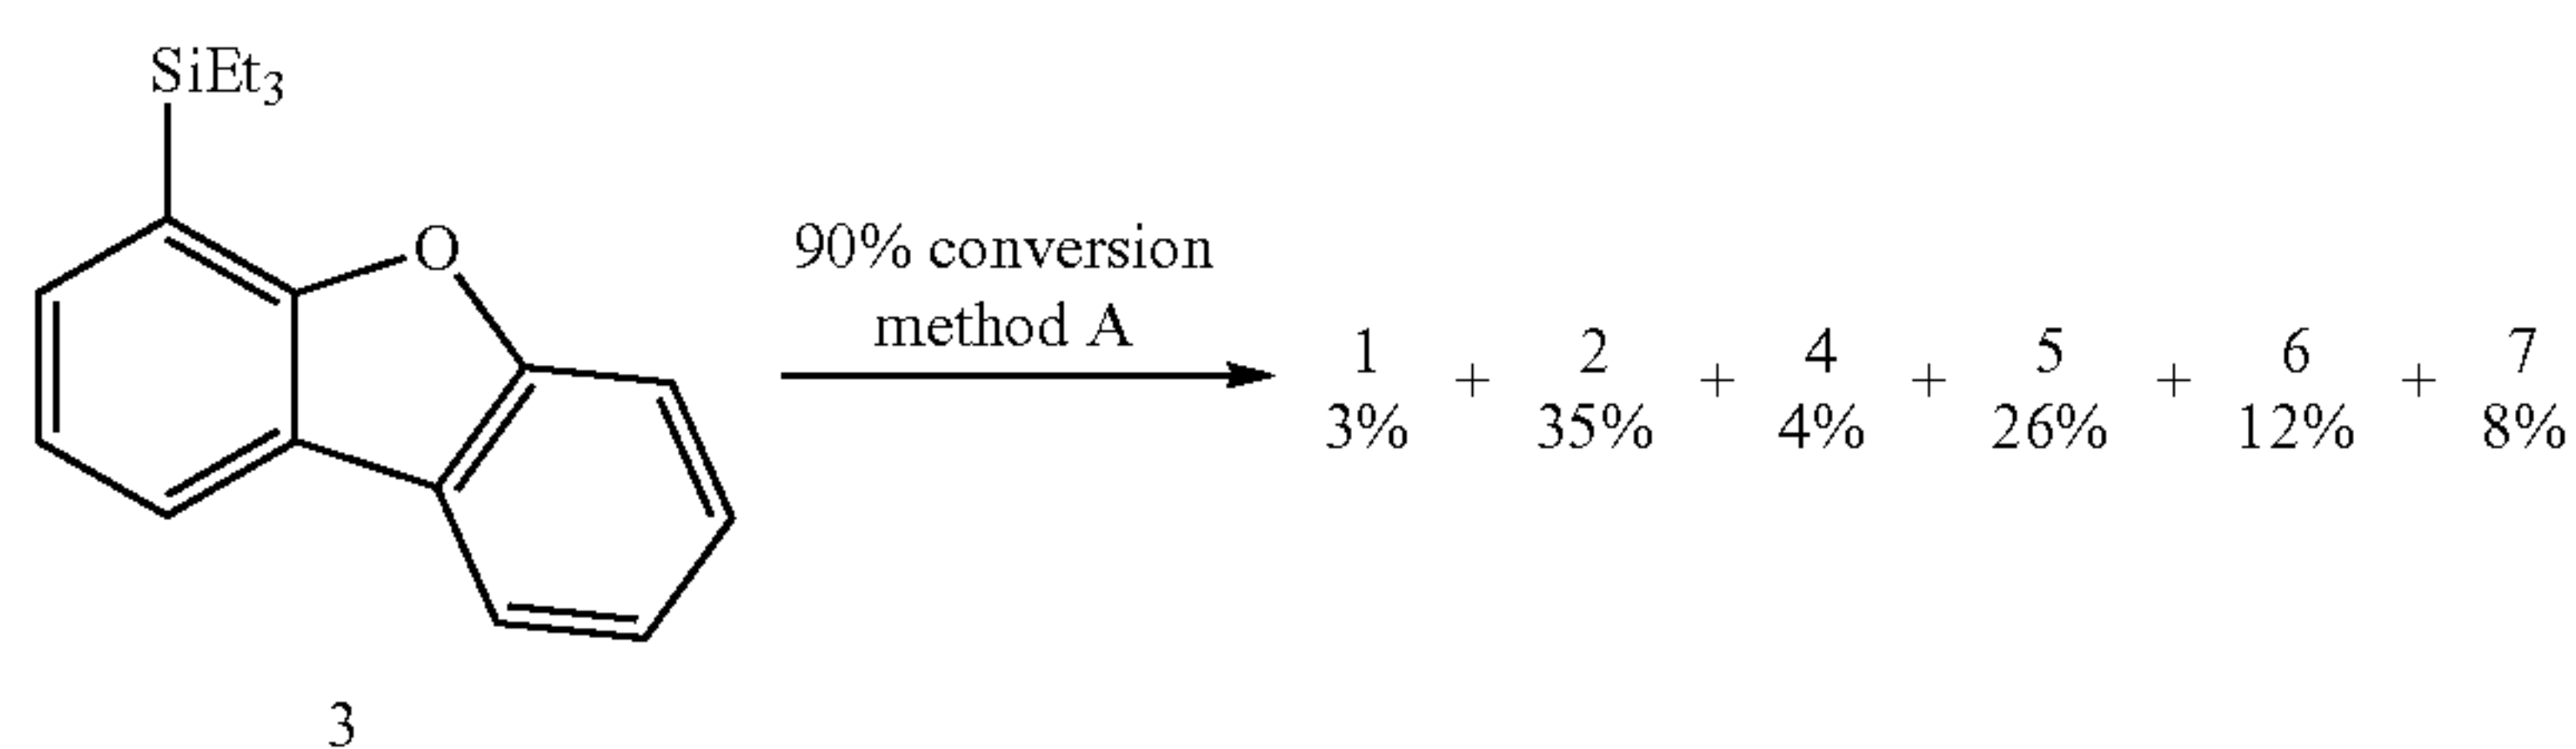 SiEt₃
O
90% conversion
method A
1 + 2 + 4 + 5 + 6 + 7
3% 35% 4% 26% 12% 8%
3